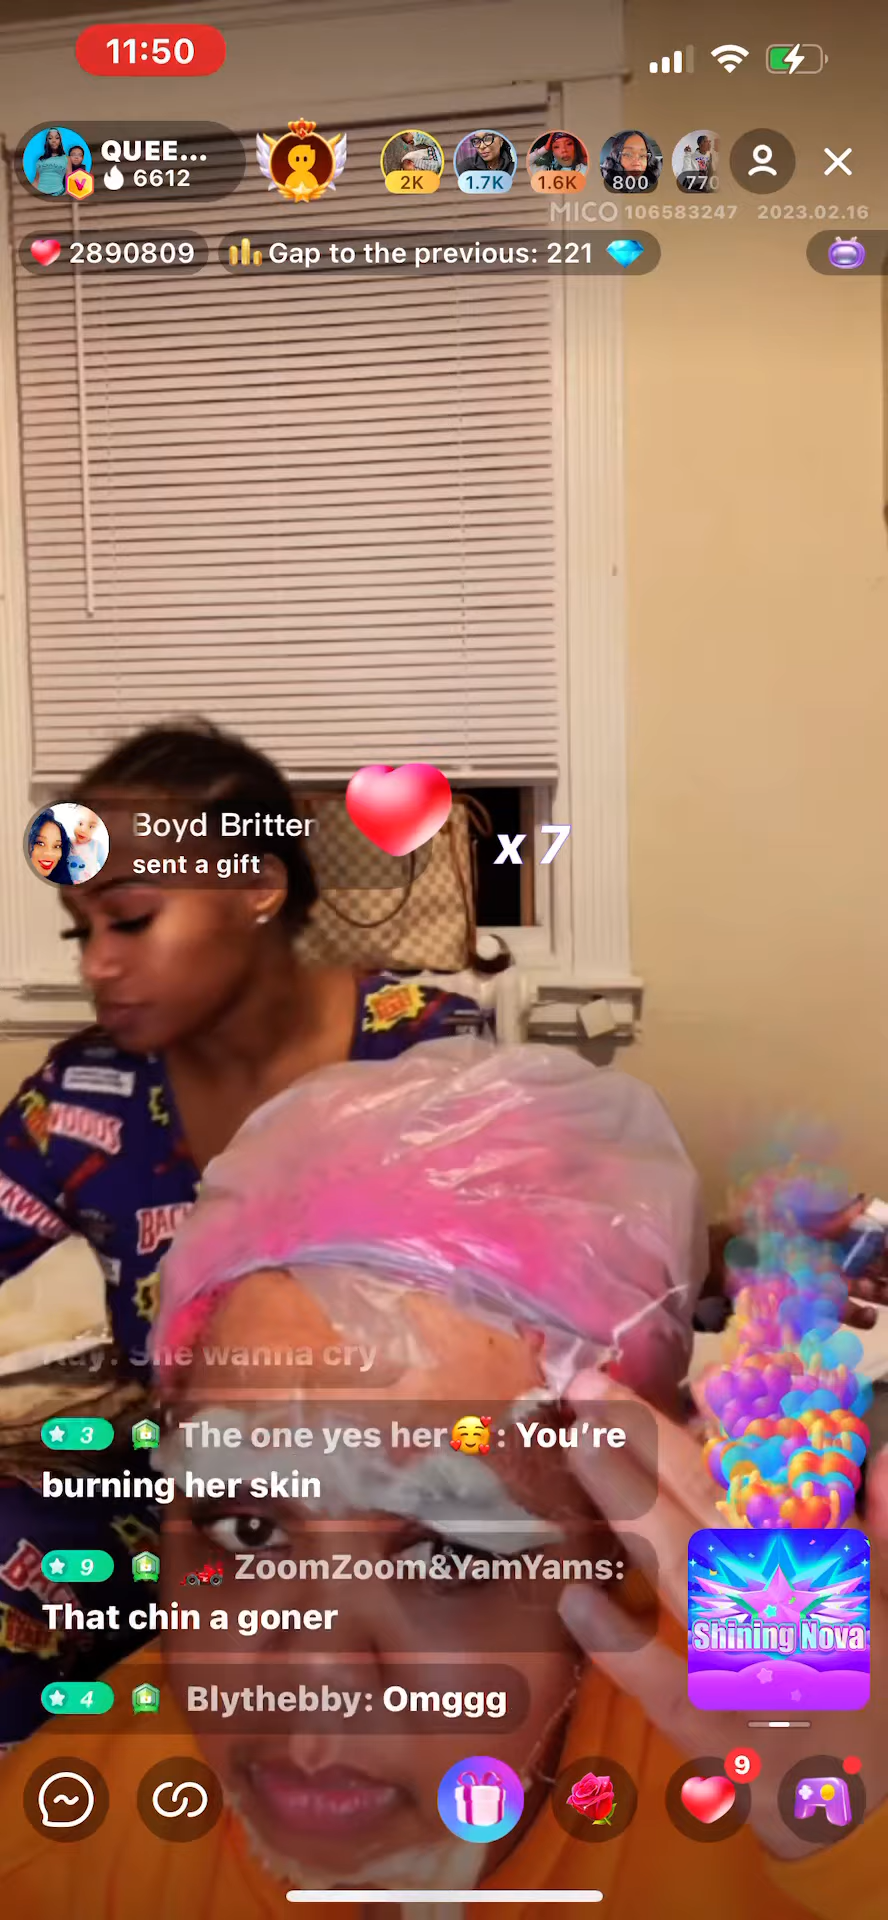 11:50
QUEE...
6612
2K
1.7K
1.6K
800
770
MICO 106583247 2023.02.16
2890809
Gap to the previous: 221
Boyd Britter
sent a gift
x 7
BAC
Kay: She wanna cry
3 The one yes her🥰: You're
burning her skin
9 🏎️ ZoomZoom&YamYams:
That chin a goner
4 Blythebby: Omggg
Shining Nova
9